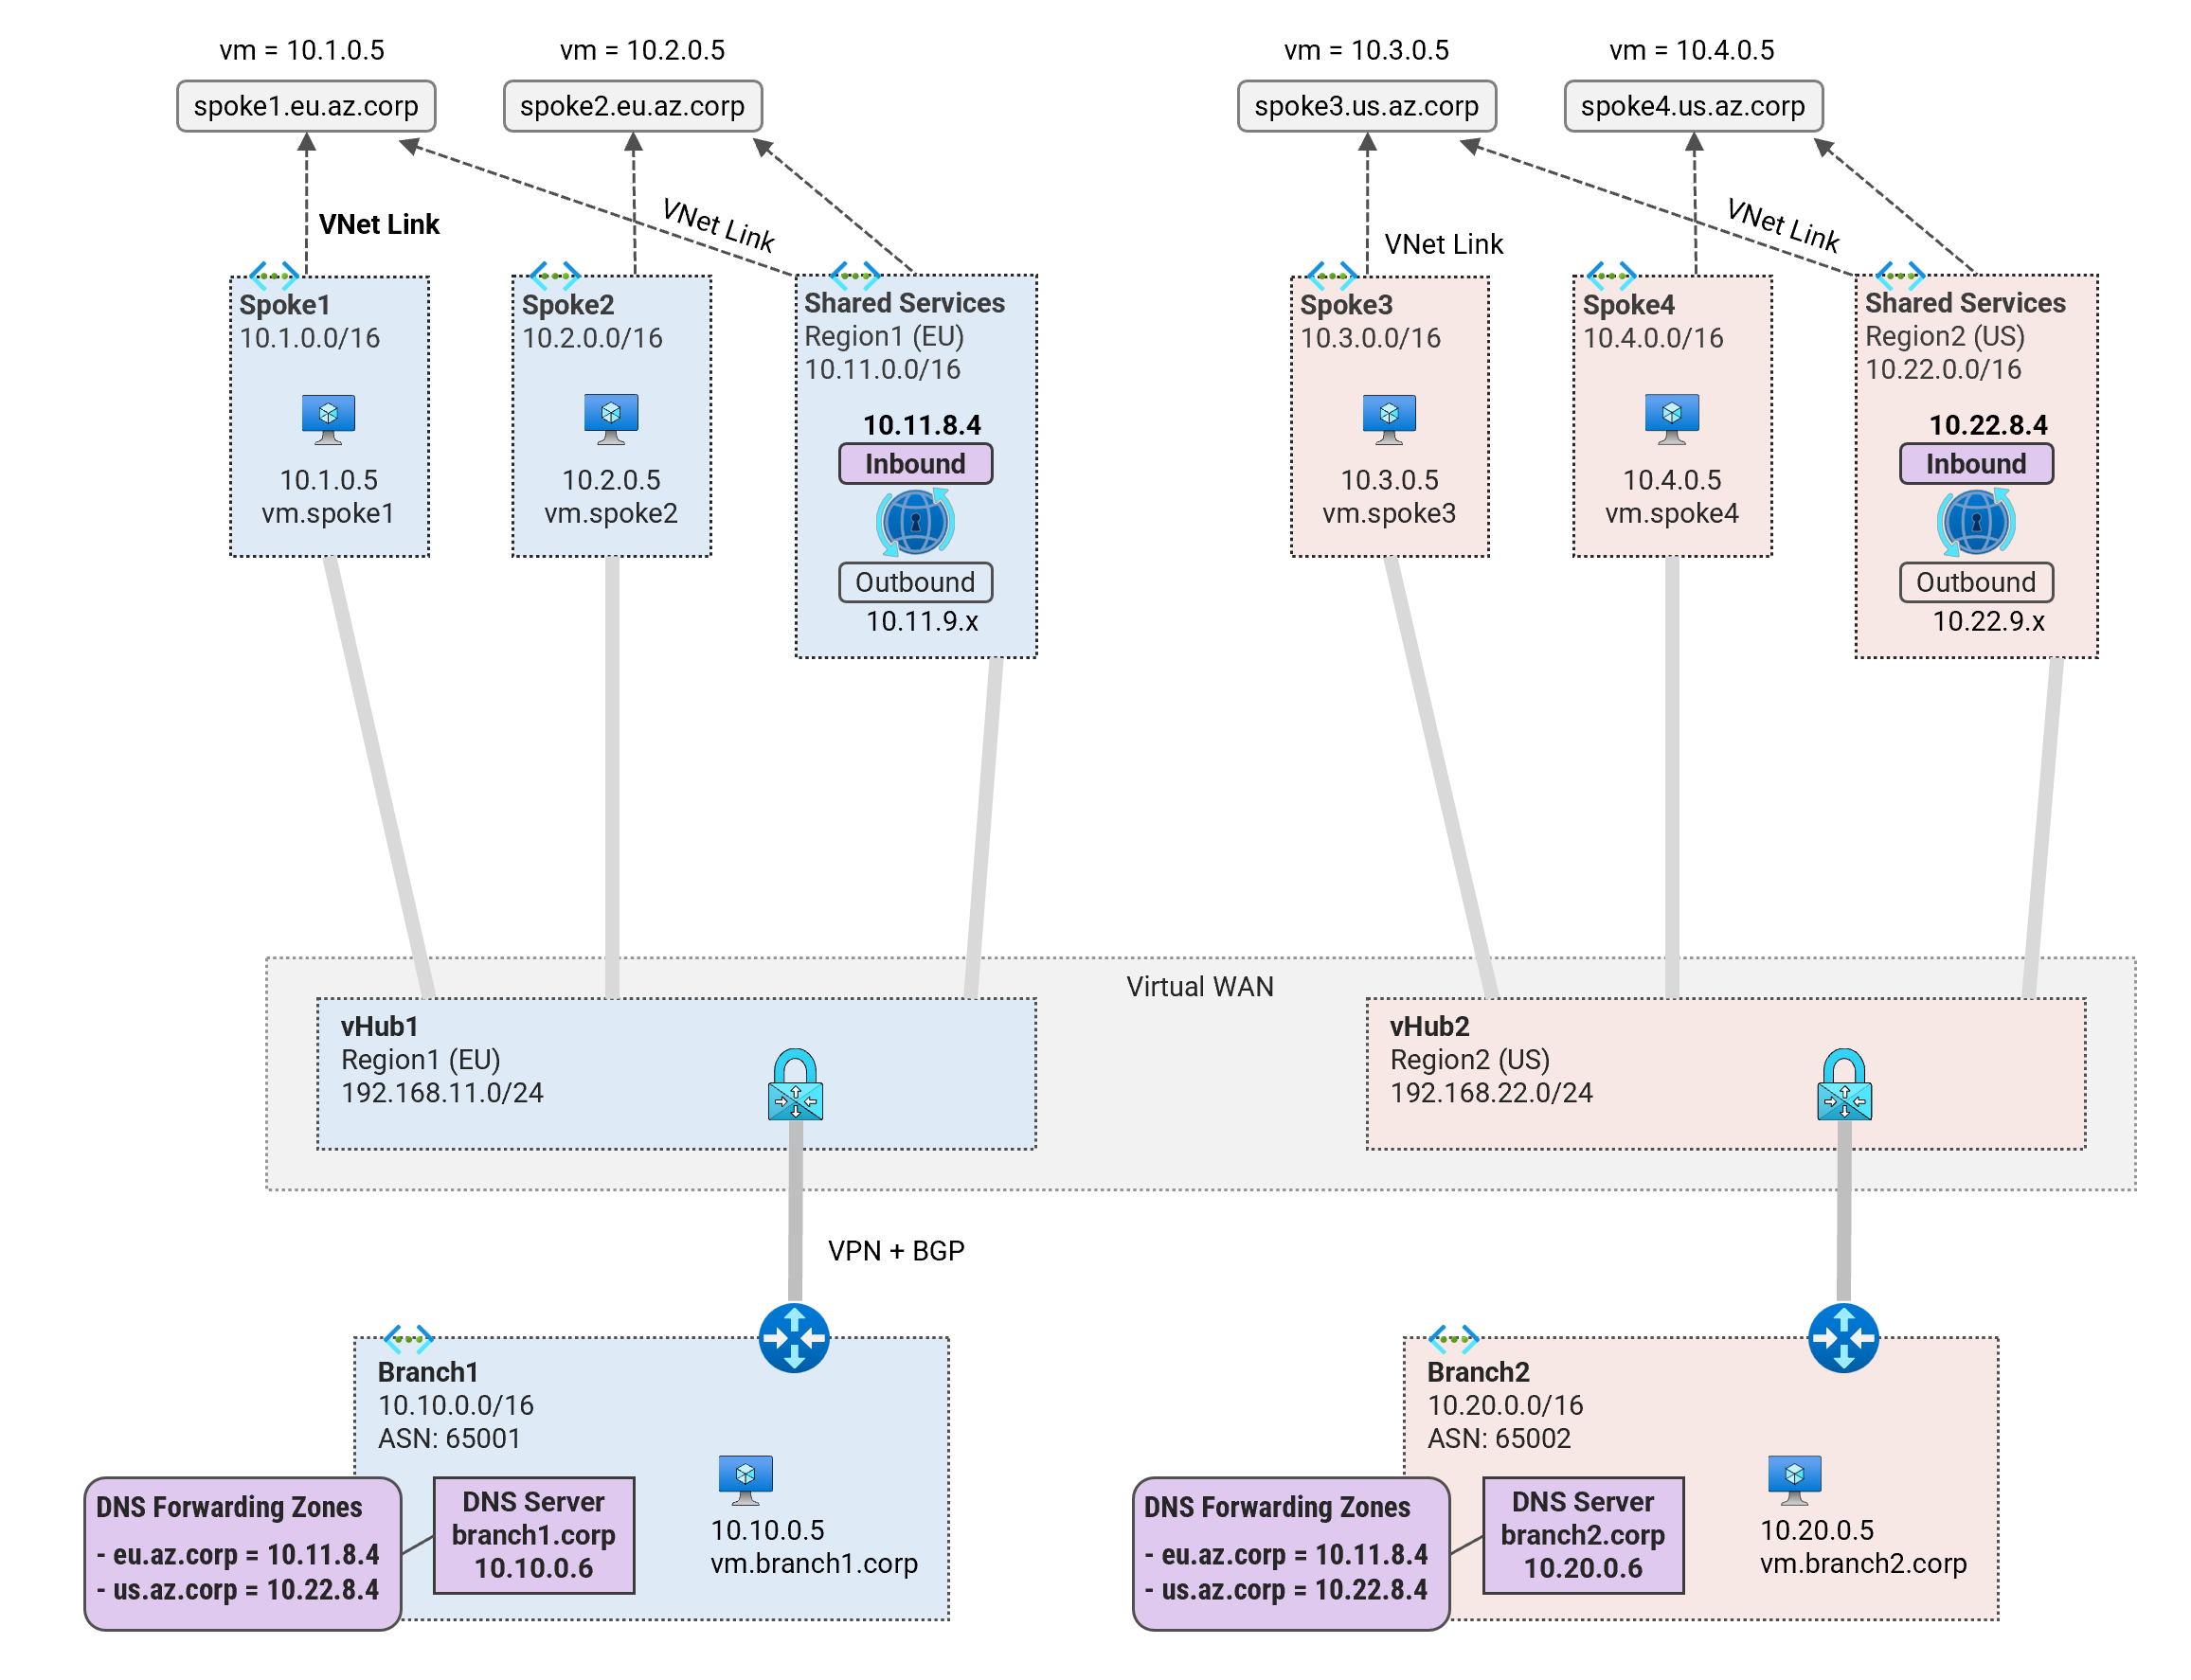 vm = 10.1.0.5
vm = 10.2.0.5
vm = 10.3.0.5
vm = 10.4.0.5
spoke1.eu.az.corp
spoke2.eu.az.corp
spoke3.us.az.corp
spoke4.us.az.corp
VNet Link
VNet Link
VNet Link
VNet Link
Spoke1
10.1.0.0/16
10.1.0.5
vm.spoke1
Spoke2
10.2.0.0/16
10.2.0.5
vm.spoke2
Shared Services
Region1 (EU)
10.11.0.0/16
10.11.8.4
Inbound
Outbound
10.11.9.x
Spoke3
10.3.0.0/16
10.3.0.5
vm.spoke3
Spoke4
10.4.0.0/16
10.4.0.5
vm.spoke4
Shared Services
Region2 (US)
10.22.0.0/16
10.22.8.4
Inbound
Outbound
10.22.9.x
Virtual WAN
vHub1
Region1 (EU)
192.168.11.0/24
vHub2
Region2 (US)
192.168.22.0/24
VPN + BGP
Branch1
10.10.0.0/16
ASN: 65001
DNS Forwarding Zones
- eu.az.corp = 10.11.8.4
- us.az.corp = 10.22.8.4
DNS Server
branch1.corp
10.10.0.6
10.10.0.5
vm.branch1.corp
Branch2
10.20.0.0/16
ASN: 65002
DNS Forwarding Zones
- eu.az.corp = 10.11.8.4
- us.az.corp = 10.22.8.4
DNS Server
branch2.corp
10.20.0.6
10.20.0.5
vm.branch2.corp